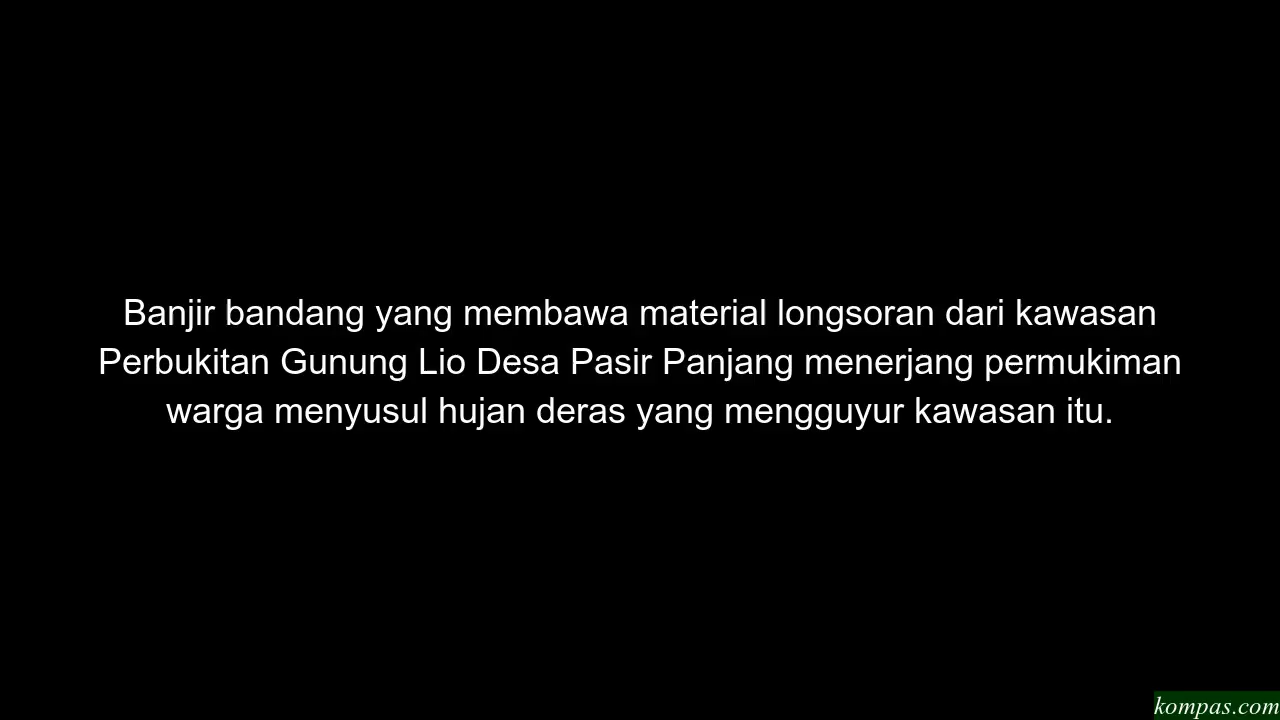 Banjir bandang yang membawa material longsoran dari kawasan
Perbukitan Gunung Lio Desa Pasir Panjang menerjang permukiman
warga menyusul hujan deras yang mengguyur kawasan itu.
kompas.com